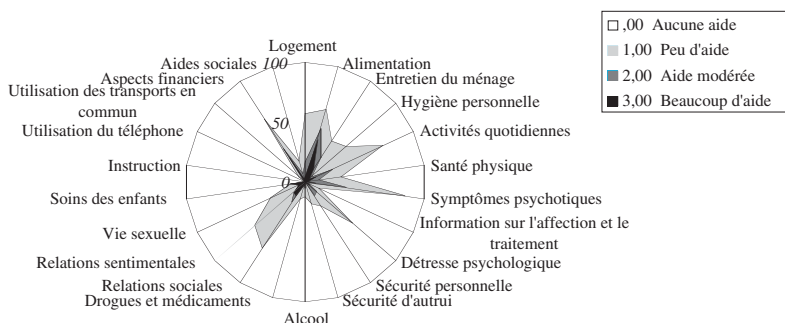 Logement
Alimentation
Entretien du ménage
Hygiène personnelle
Activités quotidiennes
Santé physique
Symptômes psychotiques
Information sur l'affection et le
traitement
Détresse psychologique
Sécurité personnelle
Sécurité d'autrui
Alcool
Drogues et médicaments
Relations sociales
Relations sentimentales
Vie sexuelle
Soins des enfants
Instruction
Utilisation du téléphone
Utilisation des transports en
commun
Aspects financiers
Aides sociales
100
50
0
,00 Aucune aide
1,00 Peu d'aide
2,00 Aide modérée
3,00 Beaucoup d'aide